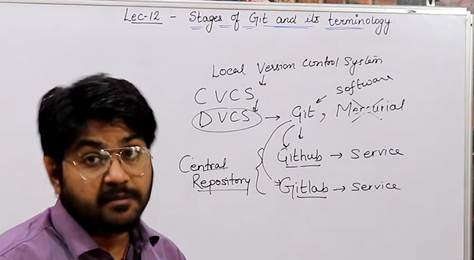 Lec-12 - Stages of Git and its terminology
Local Version Control System
CVCS
software
DVCS → Git, Mercurial
Github → Service
Central
Repository
Gitlab → Service